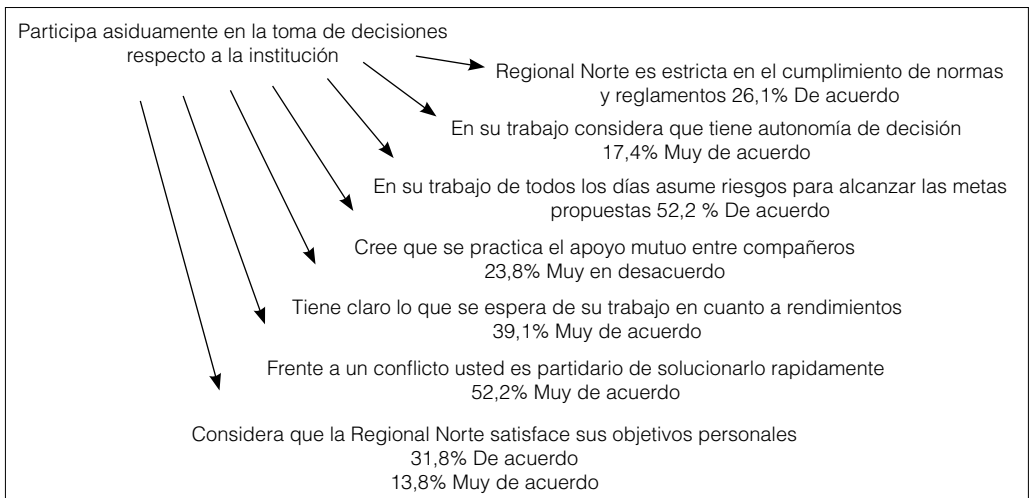 Participa asiduamente en la toma de decisiones
respecto a la institución
Regional Norte es estricta en el cumplimiento de normas
y reglamentos 26,1% De acuerdo
En su trabajo considera que tiene autonomía de decisión
17,4% Muy de acuerdo
En su trabajo de todos los días asume riesgos para alcanzar las metas
propuestas 52,2 % De acuerdo
Cree que se practica el apoyo mutuo entre compañeros
23,8% Muy en desacuerdo
Tiene claro lo que se espera de su trabajo en cuanto a rendimientos
39,1% Muy de acuerdo
Frente a un conflicto usted es partidario de solucionarlo rapidamente
52,2% Muy de acuerdo
Considera que la Regional Norte satisface sus objetivos personales
31,8% De acuerdo
13,8% Muy de acuerdo